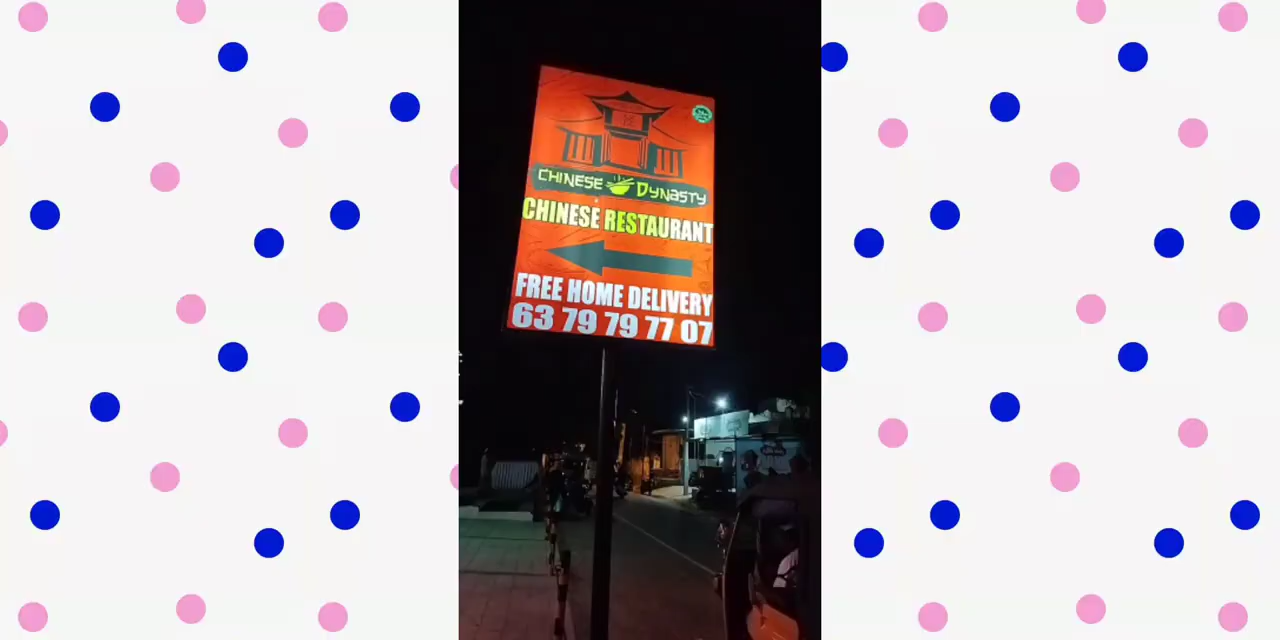 CHINESE DYNASTY
CHINESE RESTAURANT
FREE HOME DELIVERY
63 79 79 77 07